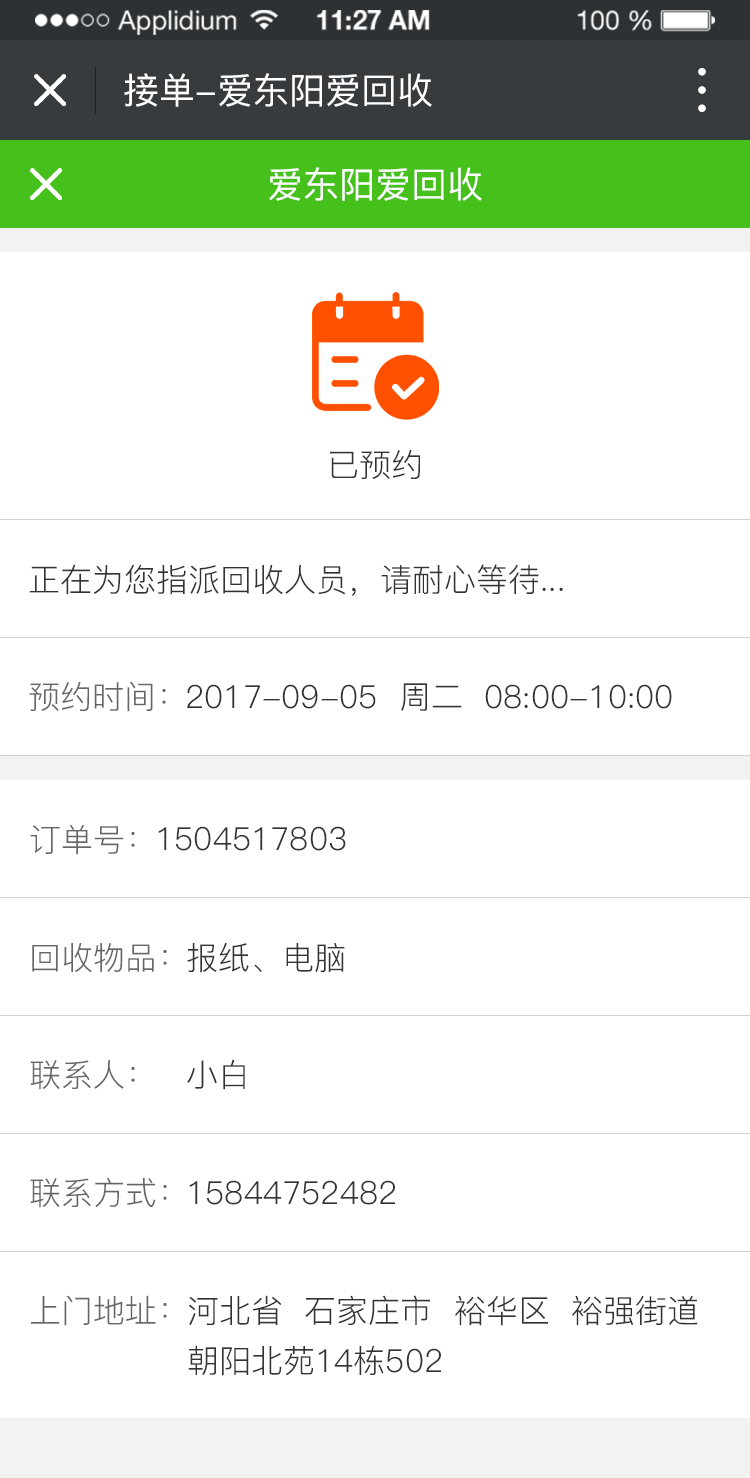 Applidium 11:27 AM 100 %
接单-爱东阳爱回收
爱东阳爱回收
已预约
正在为您指派回收人员，请耐心等待...
预约时间：2017-09-05 周二 08:00-10:00
订单号：1504517803
回收物品：报纸、电脑
联系人： 小白
联系方式：15844752482
上门地址：河北省 石家庄市 裕华区 裕强街道
朝阳北苑14栋502